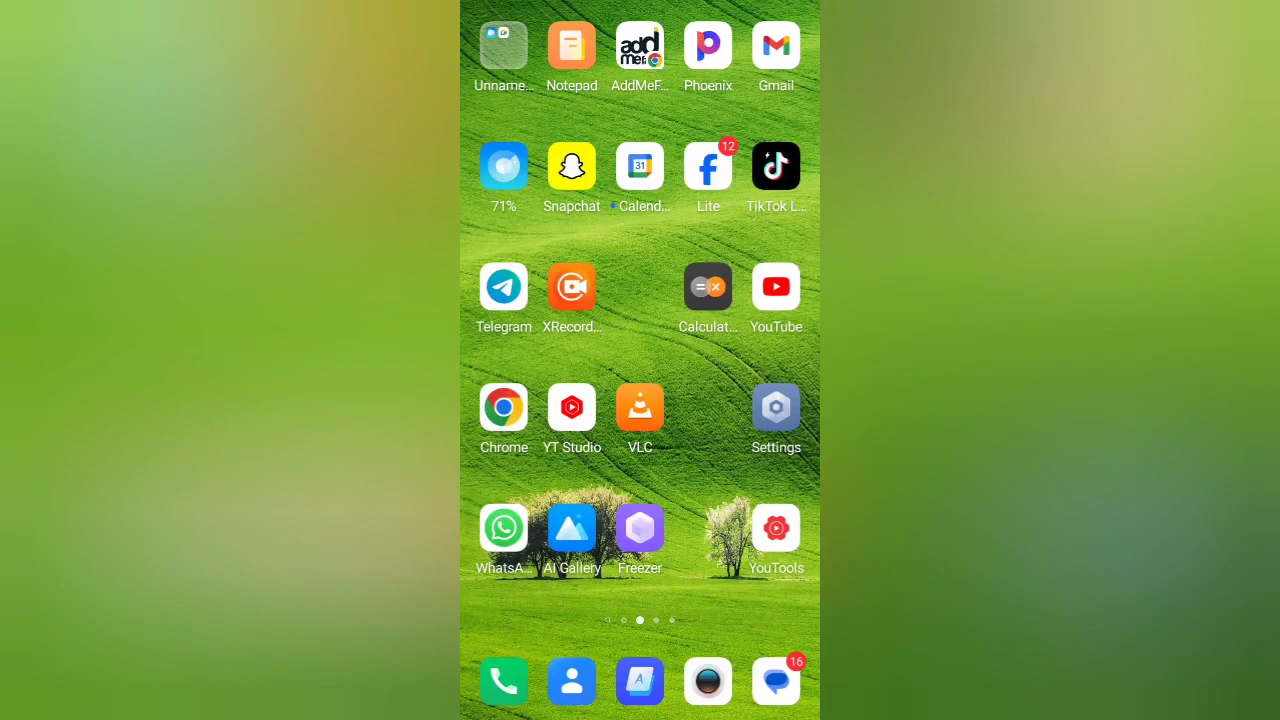 Unname...
Notepad
add
me
AddMeF...
Phoenix
Gmail
71%
Snapchat
31
Calend...
12
Lite
TikTok L...
Telegram
XRecord...
Calculat...
YouTube
Chrome
YT Studio
VLC
Settings
WhatsA...
AI Gallery
Freezer
YouTools
A
16